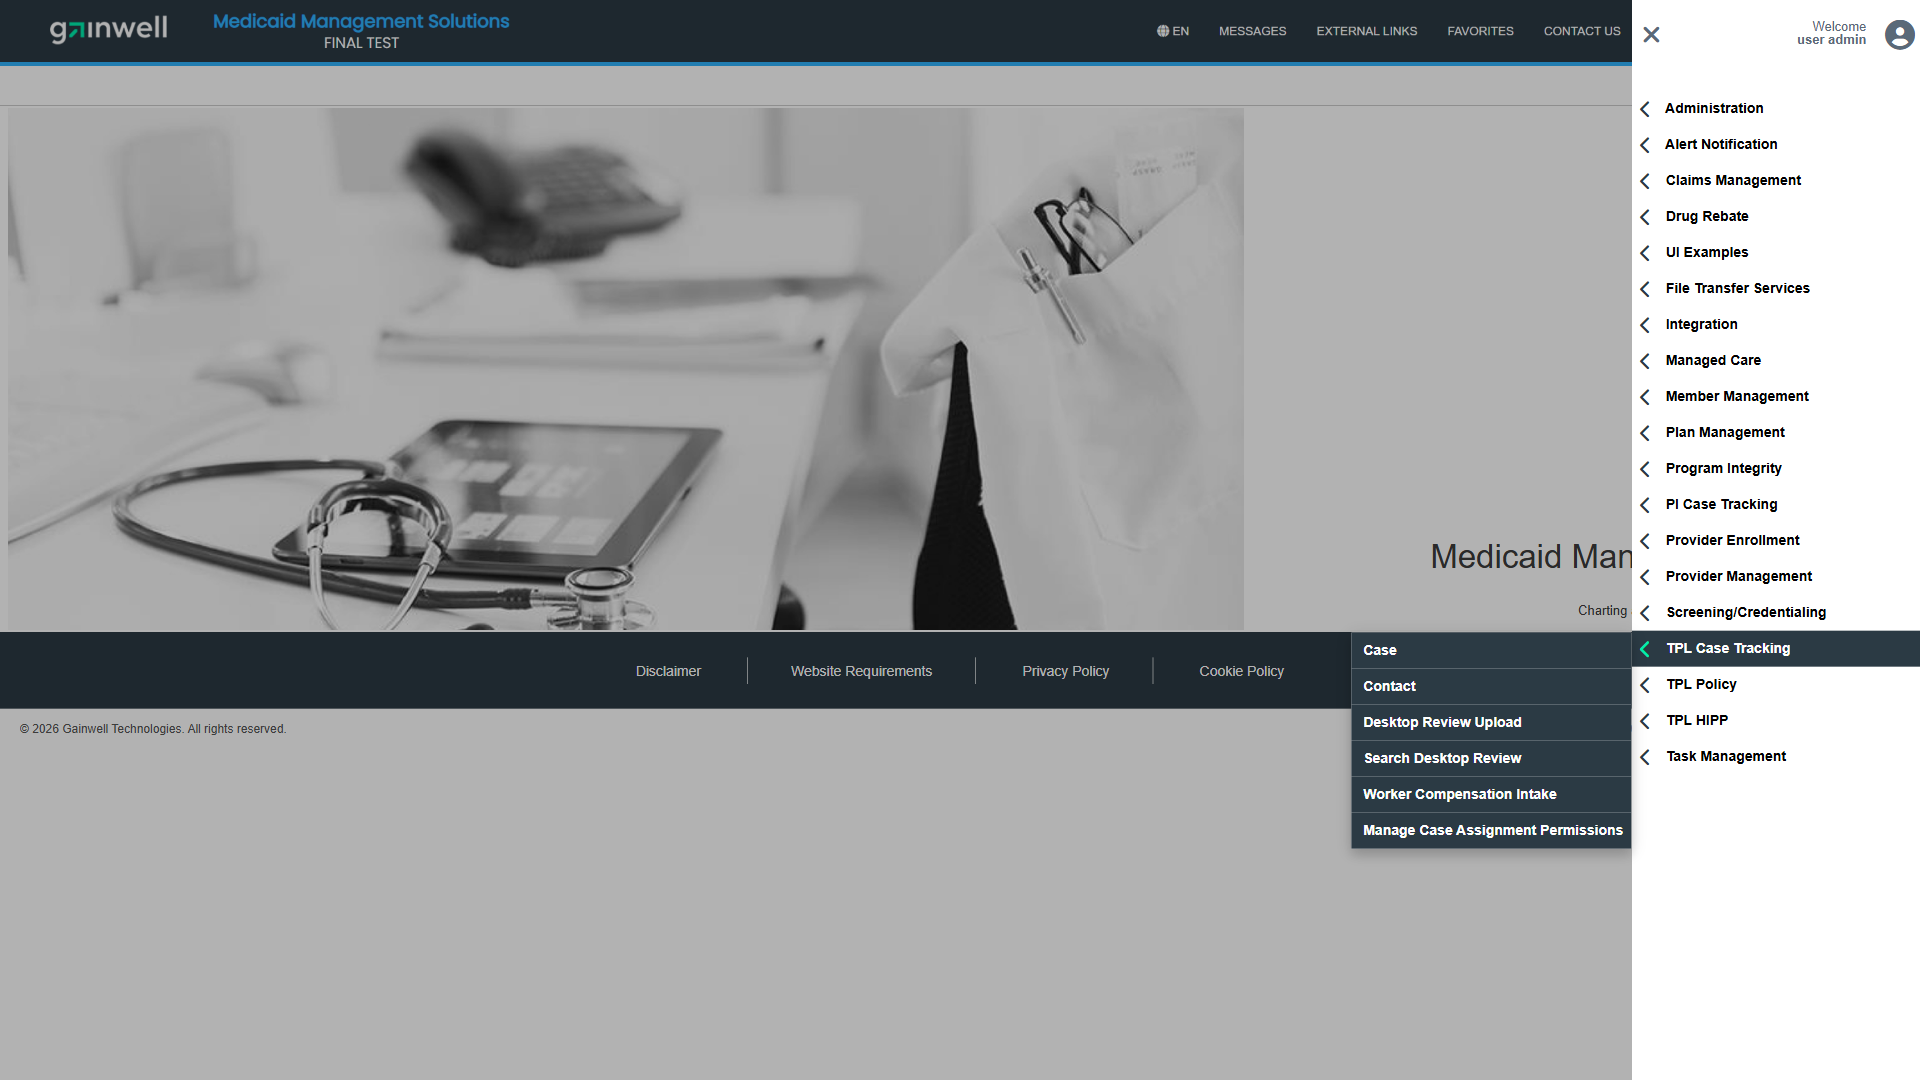 gainwell
Medicaid Management Solutions
FINAL TEST
EN
MESSAGES
EXTERNAL LINKS
FAVORITES
CONTACT US
Welcome
user admin
Administration
Alert Notification
Claims Management
Drug Rebate
UI Examples
File Transfer Services
Integration
Managed Care
Member Management
Plan Management
Program Integrity
PI Case Tracking
Provider Enrollment
Provider Management
Screening/Credentialing
TPL Case Tracking
TPL Policy
TPL HIPP
Task Management
Medicaid Man
Charting
Case
Contact
Desktop Review Upload
Search Desktop Review
Worker Compensation Intake
Manage Case Assignment Permissions
Disclaimer
Website Requirements
Privacy Policy
Cookie Policy
© 2026 Gainwell Technologies. All rights reserved.